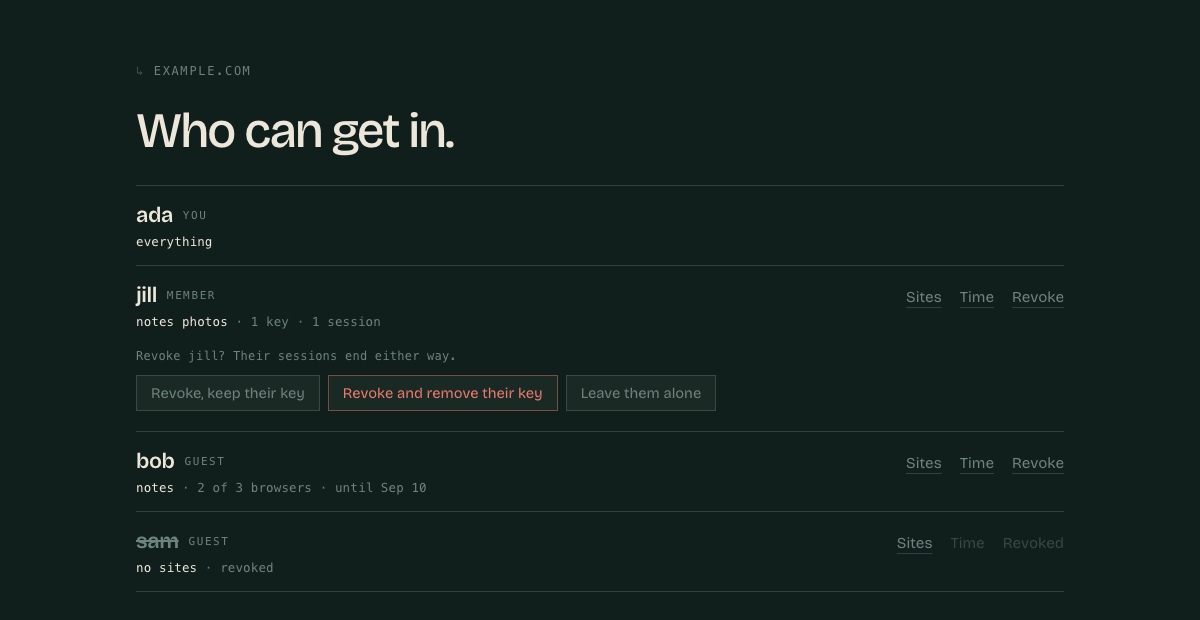 ↳ EXAMPLE.COM
Who can get in.
ada YOU
everything
jill MEMBER Sites Time Revoke
notes photos · 1 key · 1 session
Revoke jill? Their sessions end either way.
Revoke, keep their key Revoke and remove their key Leave them alone
bob GUEST Sites Time Revoke
notes · 2 of 3 browsers · until Sep 10
sam GUEST Sites Time Revoked
no sites · revoked